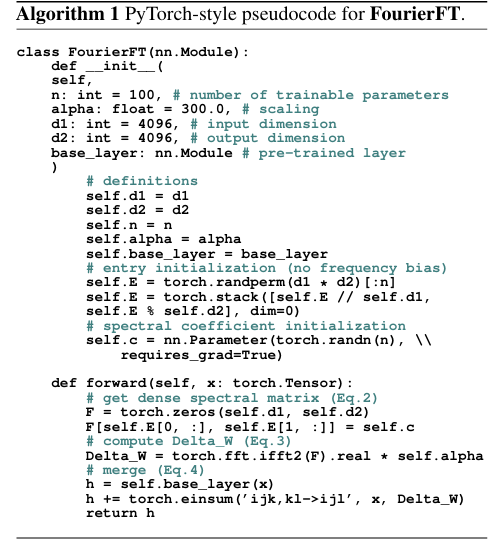 Algorithm 1 PyTorch-style pseudocode for FourierFT.
class FourierFT(nn.Module):
    def __init__(
    self,
    n: int = 100, # number of trainable parameters
    alpha: float = 300.0, # scaling
    d1: int = 4096, # input dimension
    d2: int = 4096, # output dimension
    base_layer: nn.Module # pre-trained layer
    )
        # definitions
        self.d1 = d1
        self.d2 = d2
        self.n = n
        self.alpha = alpha
        self.base_layer = base_layer
        # entry initialization (no frequency bias)
        self.E = torch.randperm(d1 * d2)[:n]
        self.E = torch.stack([self.E // self.d1,
        self.E % self.d2], dim=0)
        # spectral coefficient initialization
        self.c = nn.Parameter(torch.randn(n), \\
            requires_grad=True)
    def forward(self, x: torch.Tensor):
        # get dense spectral matrix (Eq.2)
        F = torch.zeros(self.d1, self.d2)
        F[self.E[0, :], self.E[1, :]] = self.c
        # compute Delta_W (Eq.3)
        Delta_W = torch.fft.ifft2(F).real * self.alpha
        # merge (Eq.4)
        h = self.base_layer(x)
        h += torch.einsum('ijk,kl->ijl', x, Delta_W)
        return h